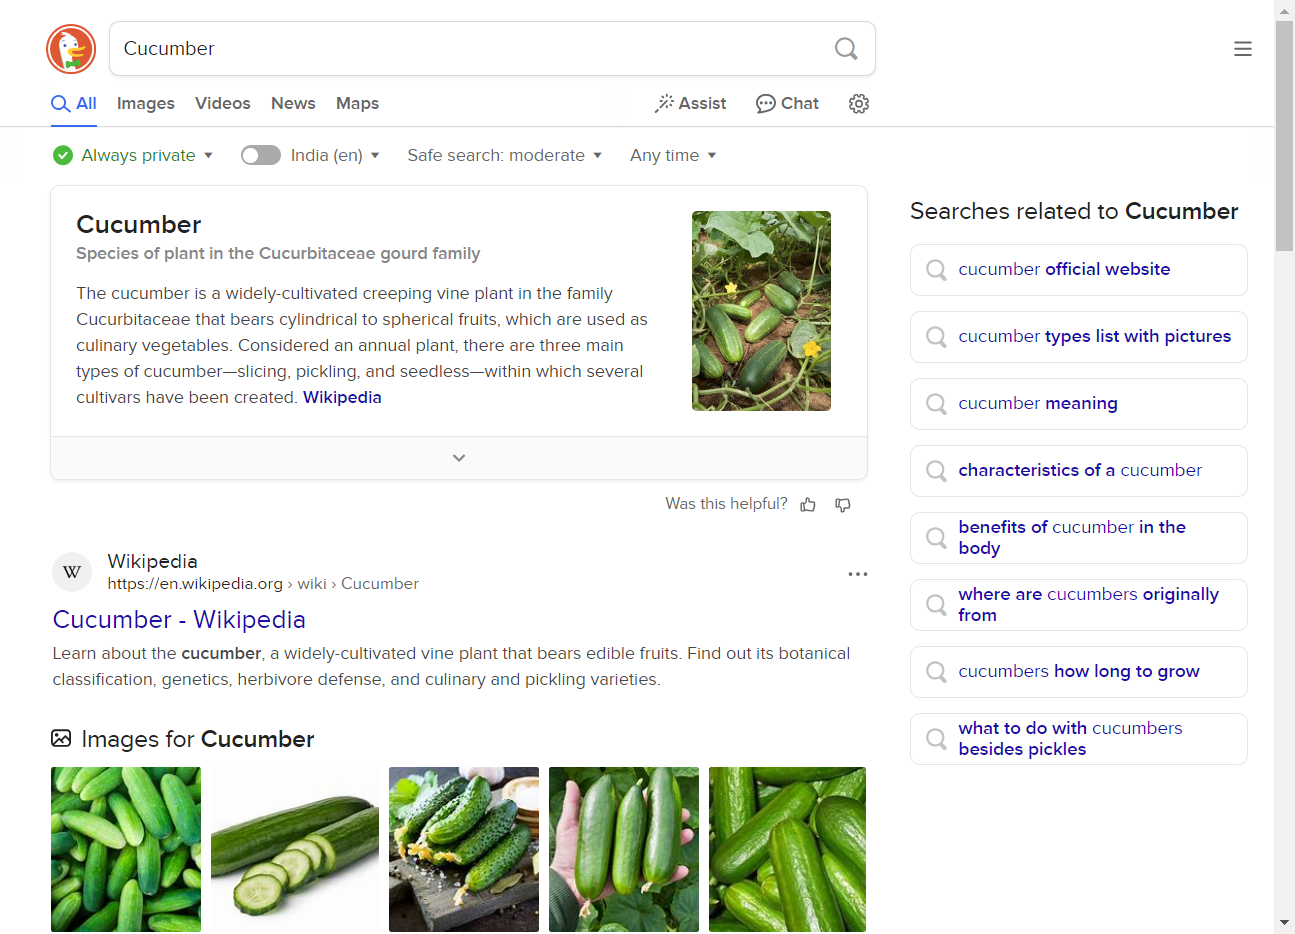 Cucumber
All Images Videos News Maps Assist Chat
Always private India (en) Safe search: moderate Any time
Cucumber
Species of plant in the Cucurbitaceae gourd family
The cucumber is a widely-cultivated creeping vine plant in the family
Cucurbitaceae that bears cylindrical to spherical fruits, which are used as
culinary vegetables. Considered an annual plant, there are three main
types of cucumber—slicing, pickling, and seedless—within which several
cultivars have been created. Wikipedia
Was this helpful?
W
Wikipedia
https://en.wikipedia.org › wiki › Cucumber
Cucumber - Wikipedia
Learn about the cucumber, a widely-cultivated vine plant that bears edible fruits. Find out its botanical
classification, genetics, herbivore defense, and culinary and pickling varieties.
Images for Cucumber
Searches related to Cucumber
cucumber official website
cucumber types list with pictures
cucumber meaning
characteristics of a cucumber
benefits of cucumber in the
body
where are cucumbers originally
from
cucumbers how long to grow
what to do with cucumbers
besides pickles